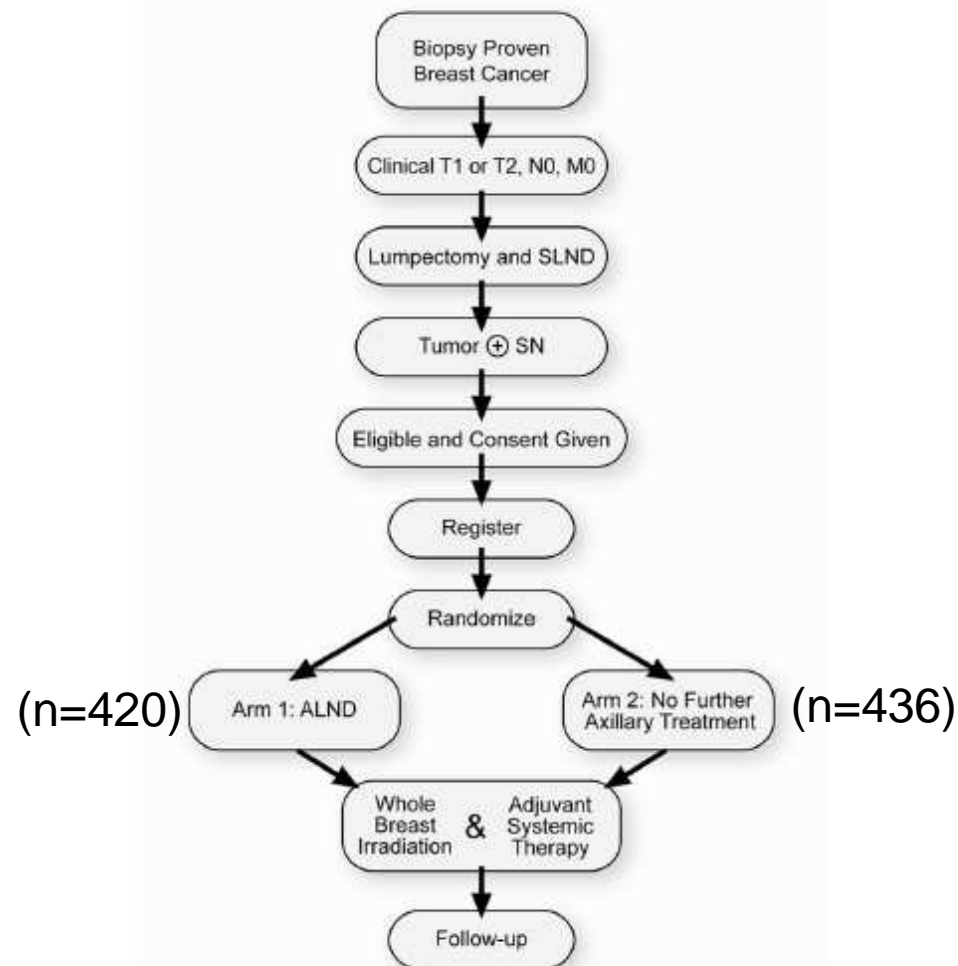 Biopsy Proven
Breast Cancer
Clinical T1 or T2, N0, M0
Lumpectomy and SLND
Tumor ⊕ SN
Eligible and Consent Given
Register
Randomize
(n=420)
Arm 1: ALND
Arm 2: No Further
Axillary Treatment
(n=436)
Whole
Breast
Irradiation
&
Adjuvant
Systemic
Therapy
Follow-up